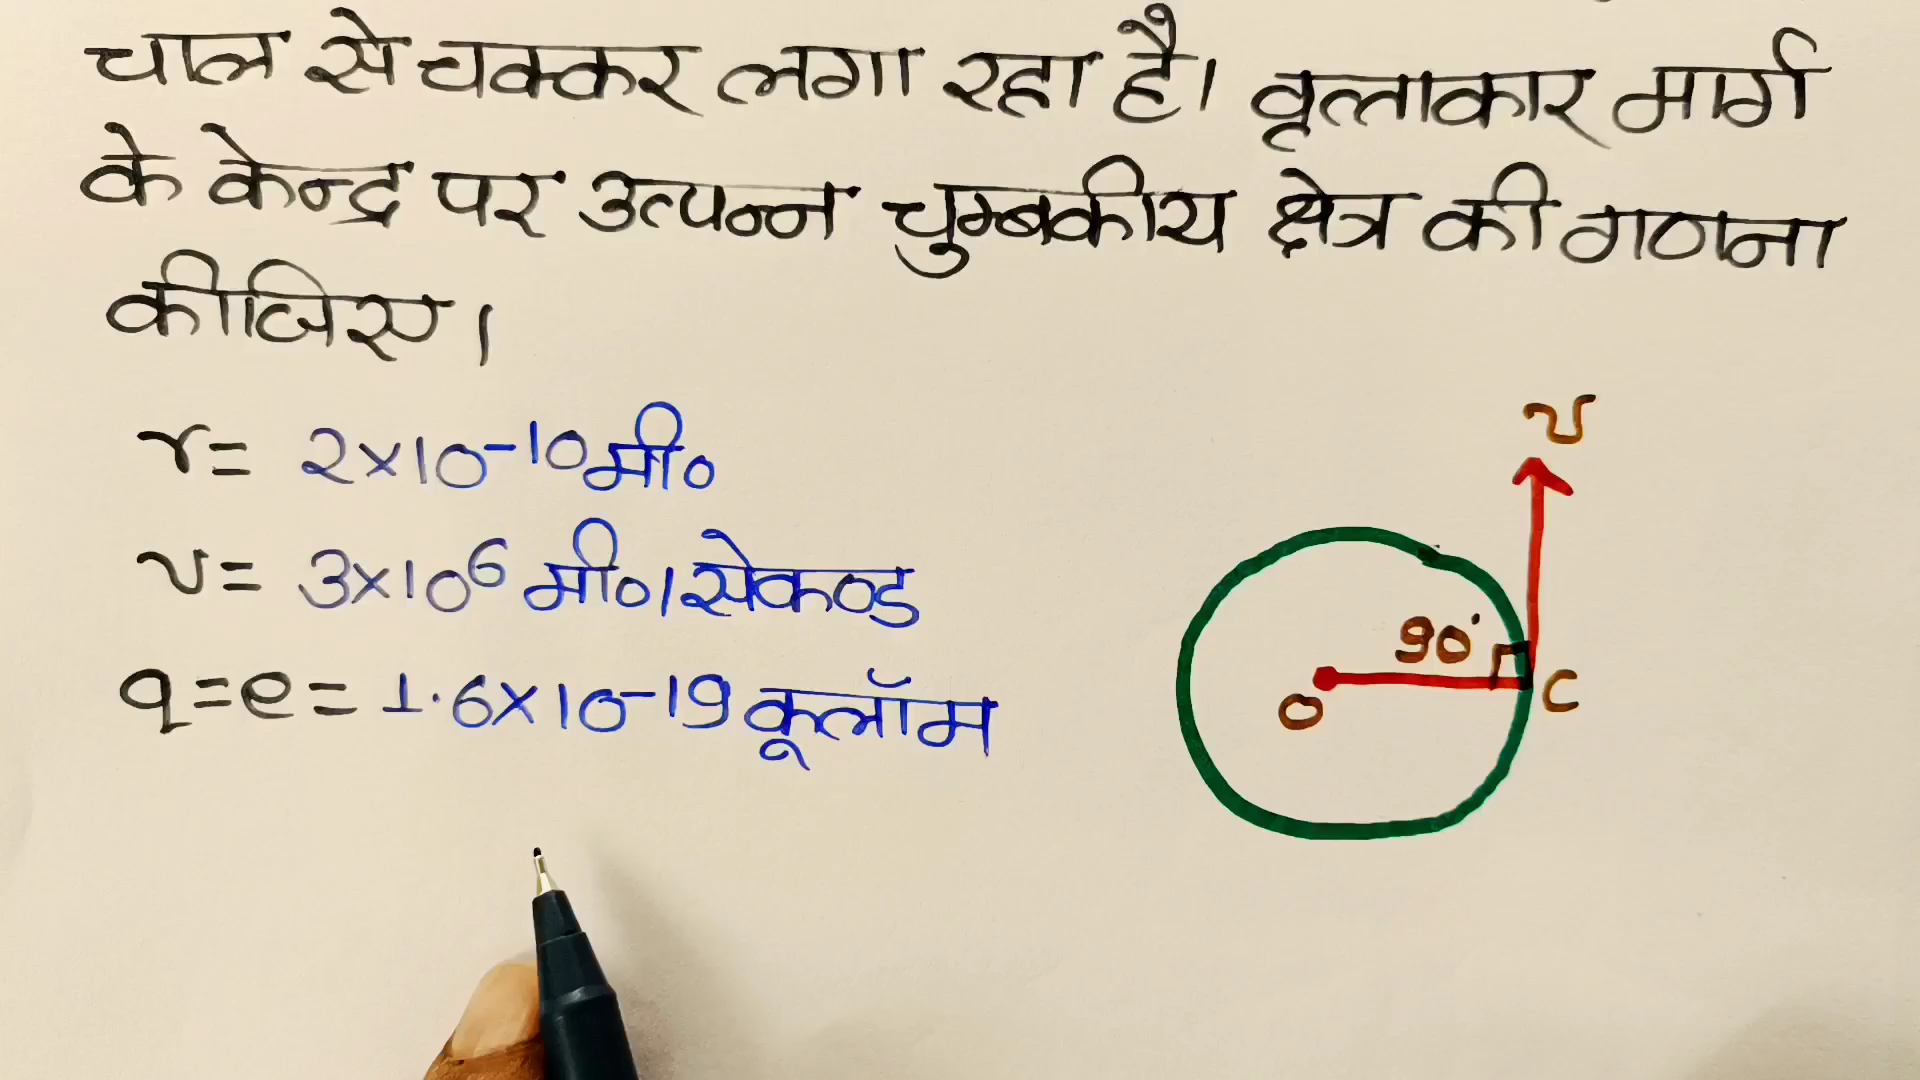 चाल से चक्कर लगा रहा है। वृत्ताकार मार्ग
के केन्द्र पर उत्पन्न चुम्बकीय क्षेत्र की गणना
कीजिए।
r= 2×10⁻¹⁰मी०
v= 3×10⁶ मी०/सेकण्ड
q=e= 1.6×10⁻¹⁹ कूलॉम
v
90°
O
C